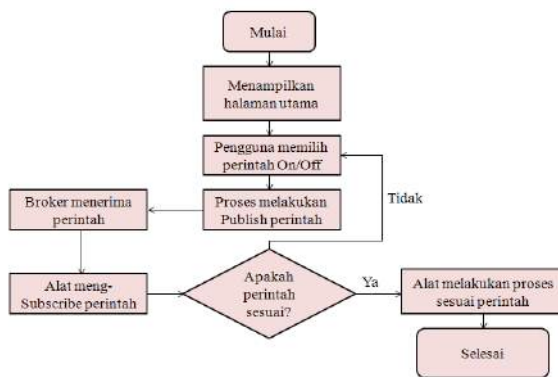 Mulai
Menampilkan
halaman utama
Pengguna memilih
perintah On/Off
Broker menerima
perintah
Proses melakukan
Publish perintah
Tidak
Alat meng-
Subscribe perintah
Apakah
perintah
sesuai?
Ya
Alat melakukan proses
sesuai perintah
Selesai